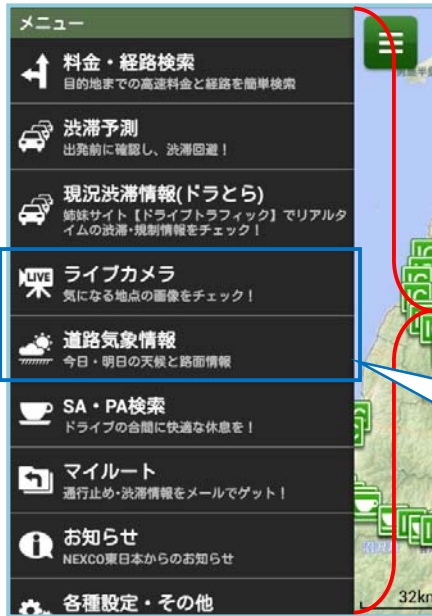 メニュー
料金・経路検索
目的地までの高速料金と経路を簡単検索
渋滞予測
出発前に確認し、渋滞回避！
現況渋滞情報(ドラとら)
姉妹サイト【ドライブトラフィック】でリアルタ
イムの渋滞･規制情報をチェック！
LIVE
ライブカメラ
気になる地点の画像をチェック！
道路気象情報
今日・明日の天候と路面情報
SA・PA検索
ドライブの合間に快適な休息を！
マイルート
通行止め･渋滞情報をメールでゲット！
お知らせ
NEXCO東日本からのお知らせ
各種設定・その他
32km